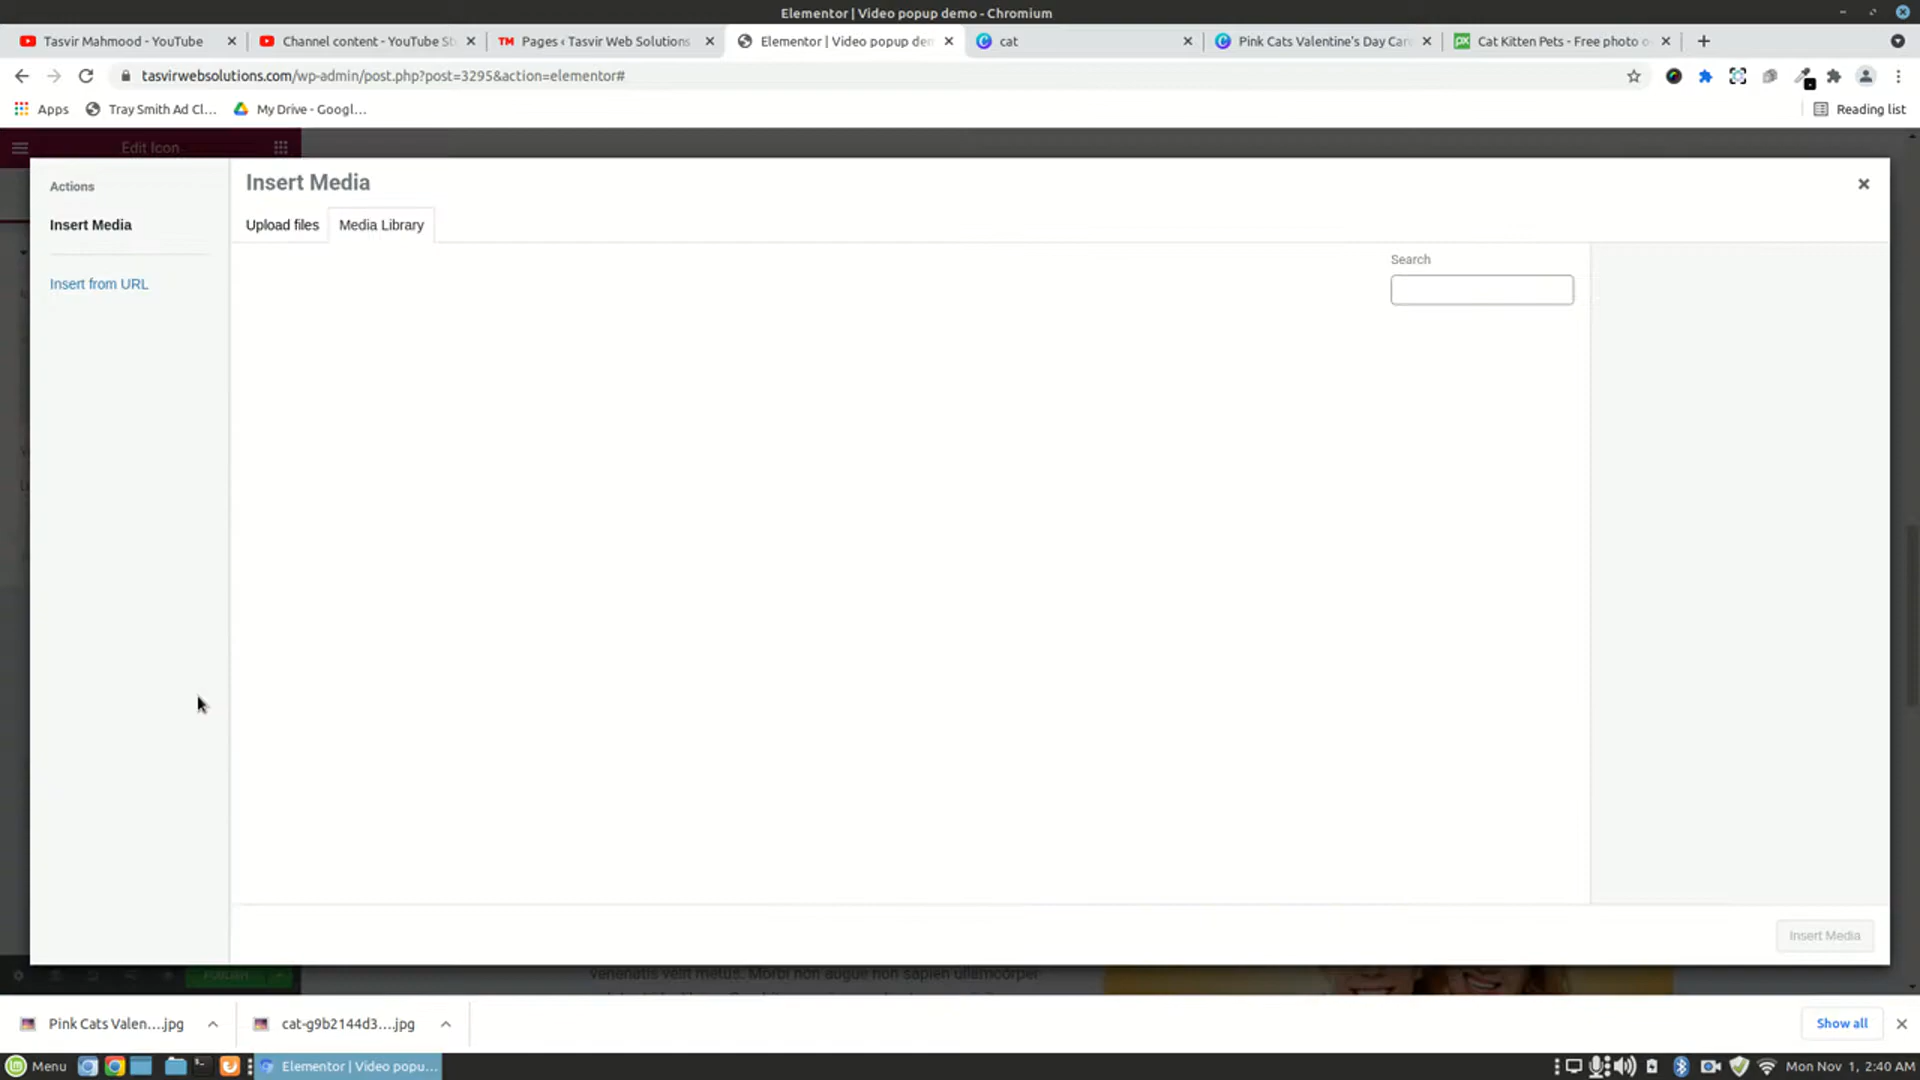 Elementor | Video popup demo - Chromium
Tasvir Mahmood - YouTube
Channel content - YouTube St
Pages ‹ Tasvir Web Solutions
Elementor | Video popup dem
cat
Pink Cats Valentine's Day Card
Cat Kitten Pets - Free photo o
tasvirwebsolutions.com/wp-admin/post.php?post=3295&action=elementor#
Apps
Tray Smith Ad Cl...
My Drive - Googl...
Reading list
Edit Icon
Actions
Insert Media
Insert from URL
Insert Media
Upload files
Media Library
Search
Insert Media
PUBLISH
venenatis velit metus. Morbi non augue non sapien ullamcorper
Pink Cats Valen....jpg
cat-g9b2144d3....jpg
Show all
Menu
Elementor | Video popu...
Mon Nov 1, 2:40 AM